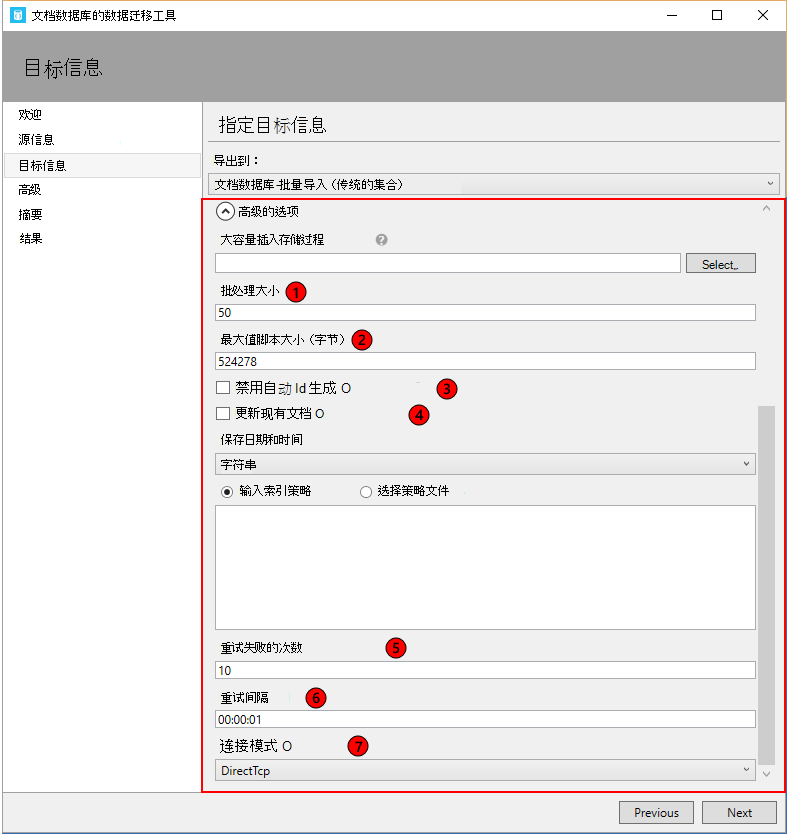 文档数据库的数据迁移工具
目标信息
欢迎
源信息
目标信息
高级
摘要
结果
指定目标信息
导出到：
文档数据库-批量导入（传统的集合）
高级的选项
大容量插入存储过程 ?
Select..
批处理大小 1
50
最大值脚本大小（字节） 2
524278
禁用自动 Id 生成 O 3
更新现有文档 O 4
保存日期和时间
字符串
输入索引策略 选择策略文件
重试失败的次数 5
10
重试间隔 6
00:00:01
连接模式 O 7
DirectTcp
Previous Next